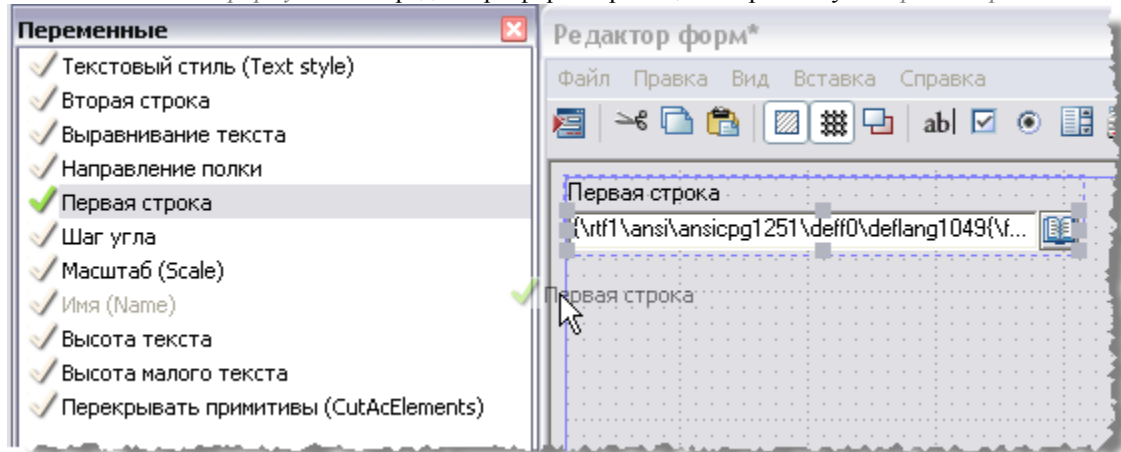 Переменные
Текстовый стиль (Text style)
Вторая строка
Выравнивание текста
Направление полки
Первая строка
Шаг угла
Масштаб (Scale)
Имя (Name)
Высота текста
Высота малого текста
Перекрывать примитивы (CutAcElements)
Редактор форм*
Файл Правка Вид Вставка Справка
ab|
Первая строка
{\rtf1\ansi\ansicpg1251\deff0\deflang1049{\f...
Первая строка